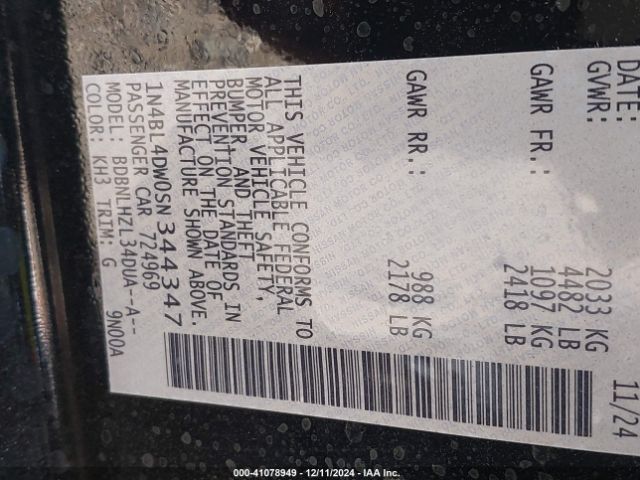 DATE: 11/24
GVWR: 2033 KG
4482 LB
GAWR FR.: 1097 KG
2418 LB
GAWR RR.: 988 KG
2178 LB
THIS VEHICLE CONFORMS TO
ALL APPLICABLE FEDERAL
MOTOR VEHICLE SAFETY,
BUMPER AND THEFT
PREVENTION STANDARDS IN
EFFECT ON THE DATE OF
MANUFACTURE SHOWN ABOVE.
1N4BL4DW0SN344347
PASSENGER CAR 724969
MODEL: BDBNLHZL34DUA--A--
COLOR: KH3 TRIM: G 9N00A
000-41078949 - 12/11/2024 - IAA Inc.